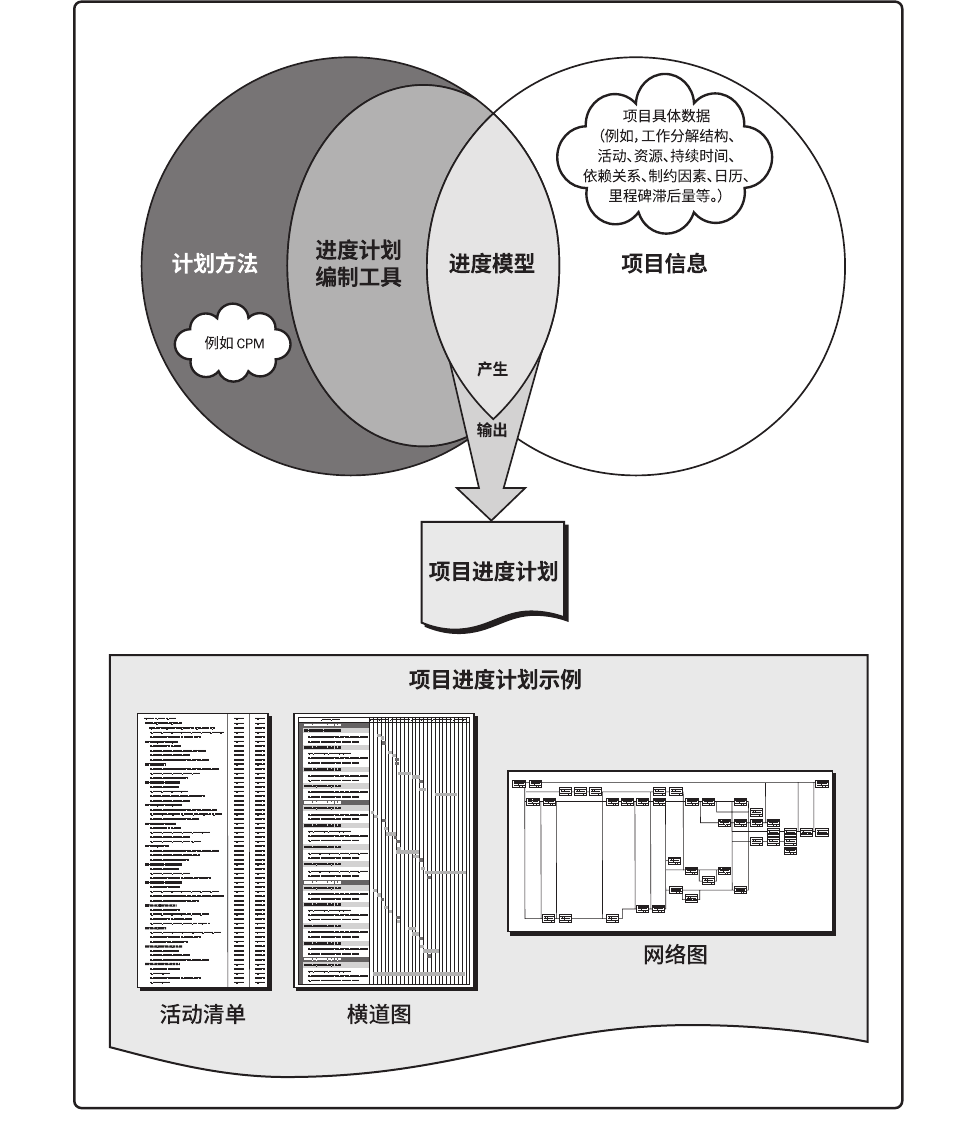 项目具体数据
（例如，工作分解结构、
活动、资源、持续时间、
依赖关系、制约因素、日历、
里程碑滞后量等。）
计划方法
进度计划
编制工具
进度模型
项目信息
例如 CPM
产生
输出
项目进度计划
项目进度计划示例
活动清单
横道图
网络图